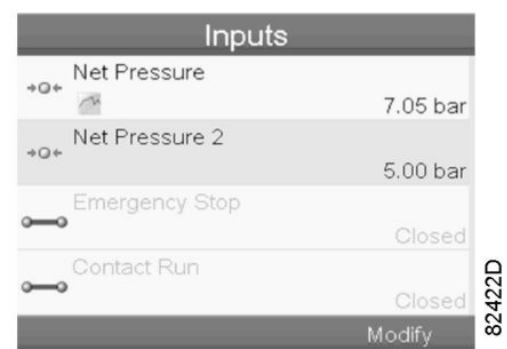 Inputs
Net Pressure
7.05 bar
Net Pressure 2
5.00 bar
Emergency Stop
Closed
Contact Run
Closed
Modify
82422D